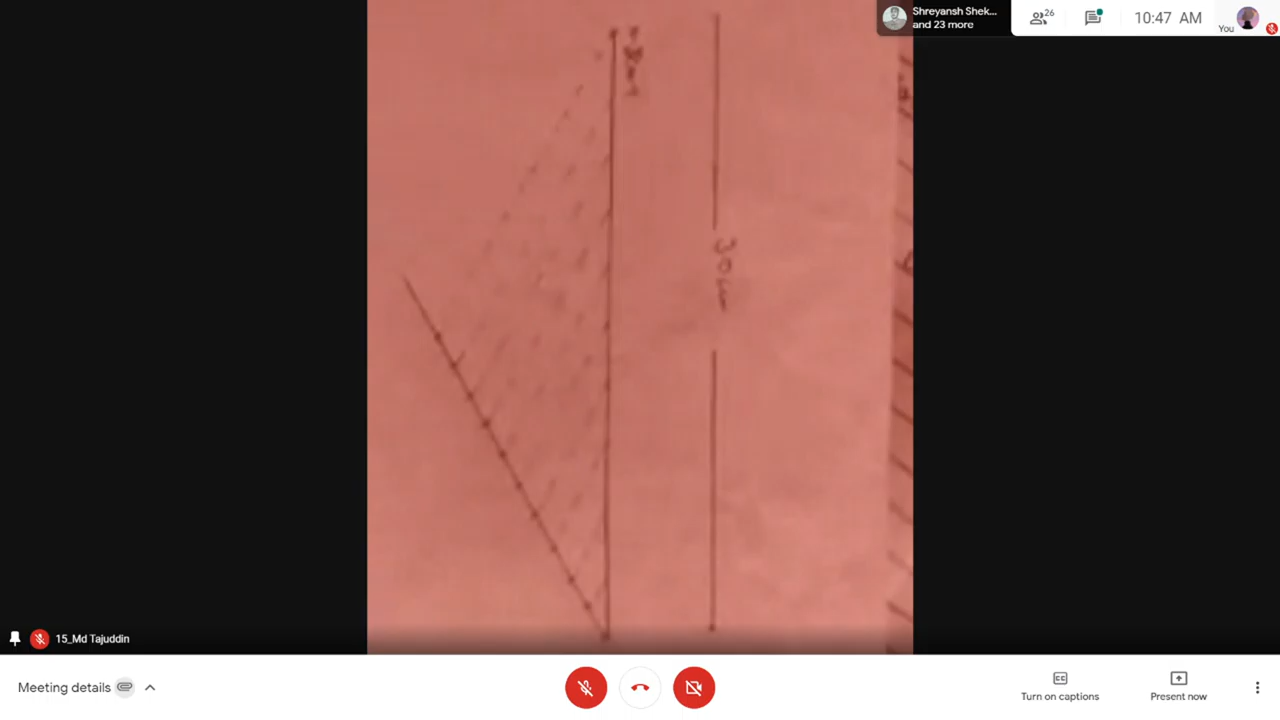 Shreyansh Shek...
and 23 more
26
10:47 AM
You
30cm
15_Md Tajuddin
Meeting details
Turn on captions
Present now